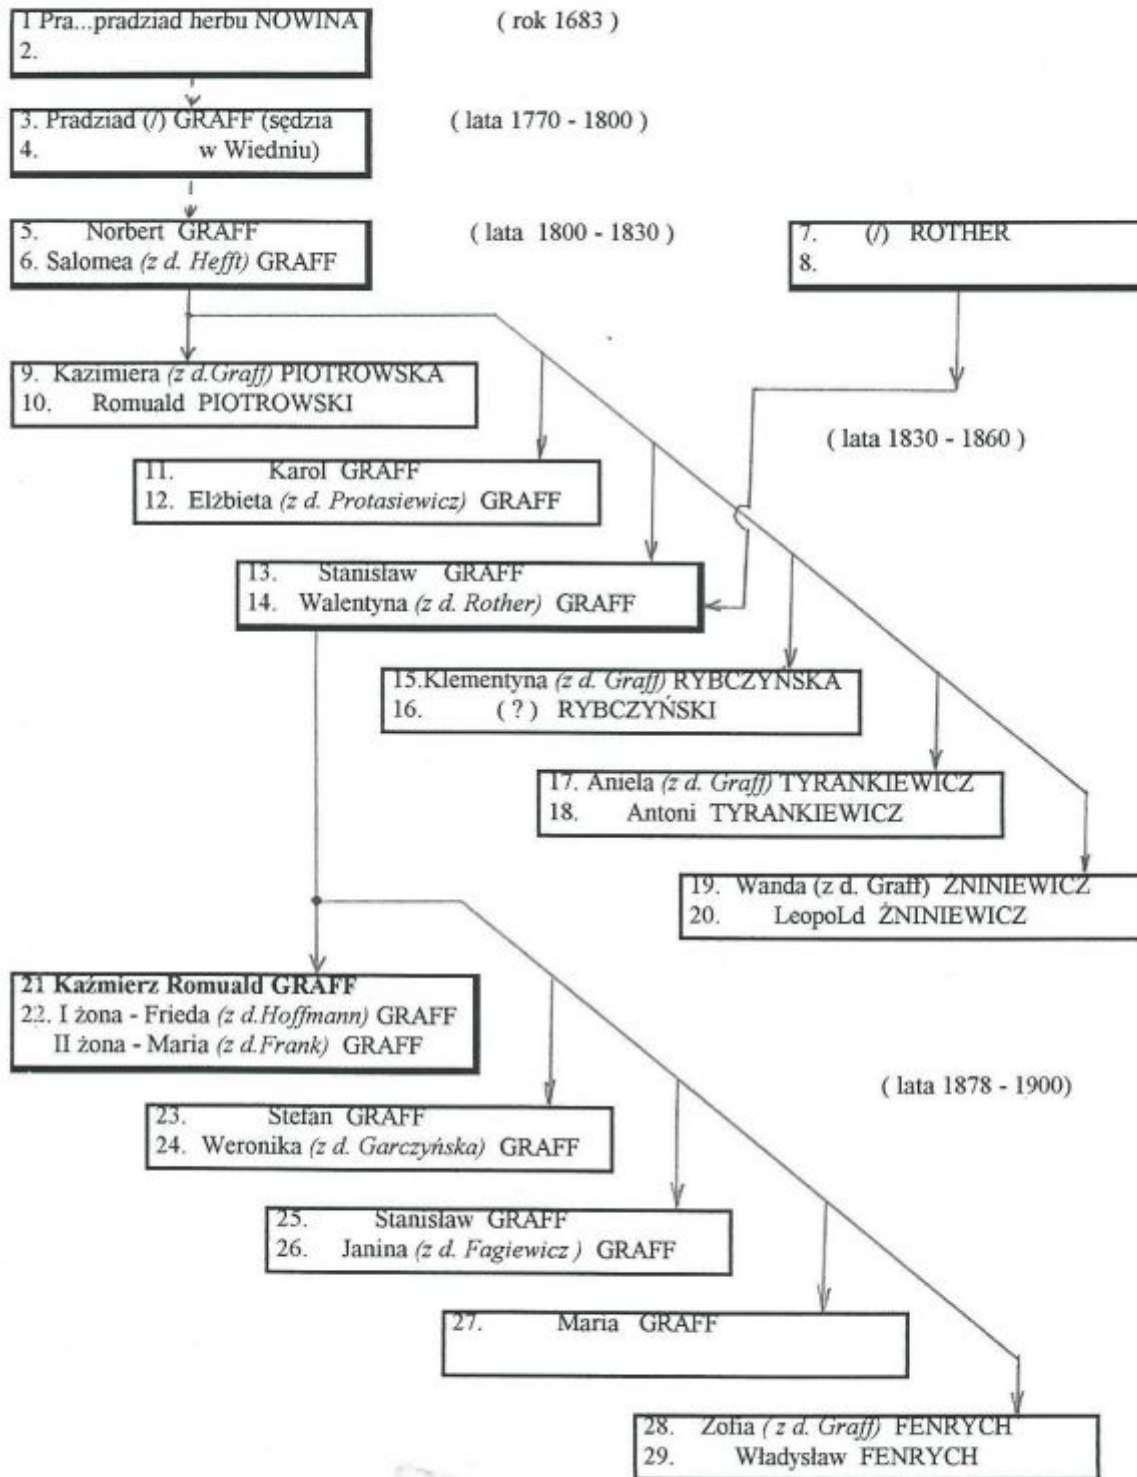 1 Pra...pradziad herbu NOWINA
( rok 1683 )
2.
3. Pradziad (/) GRAFF (sędzia
( lata 1770 - 1800 )
4. w Wiedniu)
5. Norbert GRAFF
( lata 1800 - 1830 )
7. (/) ROTHER
6. Salomea (z d. Hefft) GRAFF
8.
9. Kazimiera (z d.Graff) PIOTROWSKA
10. Romuald PIOTROWSKI
( lata 1830 - 1860 )
11. Karol GRAFF
12. Elżbieta (z d. Protasiewicz) GRAFF
13. Stanisław GRAFF
14. Walentyna (z d. Rother) GRAFF
15.Klementyna (z d. Graff) RYBCZYŃSKA
16. ( ? ) RYBCZYŃSKI
17. Aniela (z d. Graff) TYRANKIEWICZ
18. Antoni TYRANKIEWICZ
19. Wanda (z d. Graff) ŻNINIEWICZ
20. LeopoLd ŻNINIEWICZ
21 Kaźmierz Romuald GRAFF
22. I żona - Frieda (z d.Hoffmann) GRAFF
II żona - Maria (z d.Frank) GRAFF
( lata 1878 - 1900)
23. Stefan GRAFF
24. Weronika (z d. Garczyńska) GRAFF
25. Stanisław GRAFF
26. Janina (z d. Fagiewicz ) GRAFF
27. Maria GRAFF
28. Zofia ( z d. Graff) FENRYCH
29. Władysław FENRYCH